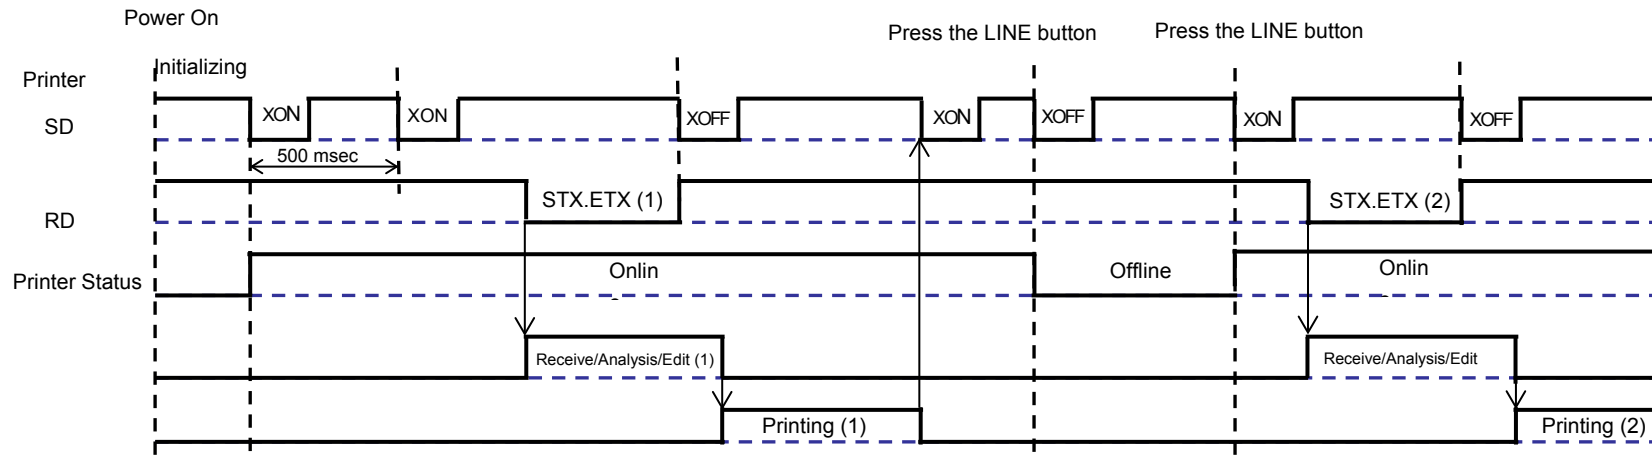 Power On
Press the LINE button
Press the LINE button
Initializing
Printer
SD
XON
XON
XOFF
XON
XOFF
XON
XOFF
500 msec
RD
STX.ETX (1)
STX.ETX (2)
Printer Status
Onlin
Offline
Onlin
Receive/Analysis/Edit (1)
Receive/Analysis/Edit
Printing (1)
Printing (2)